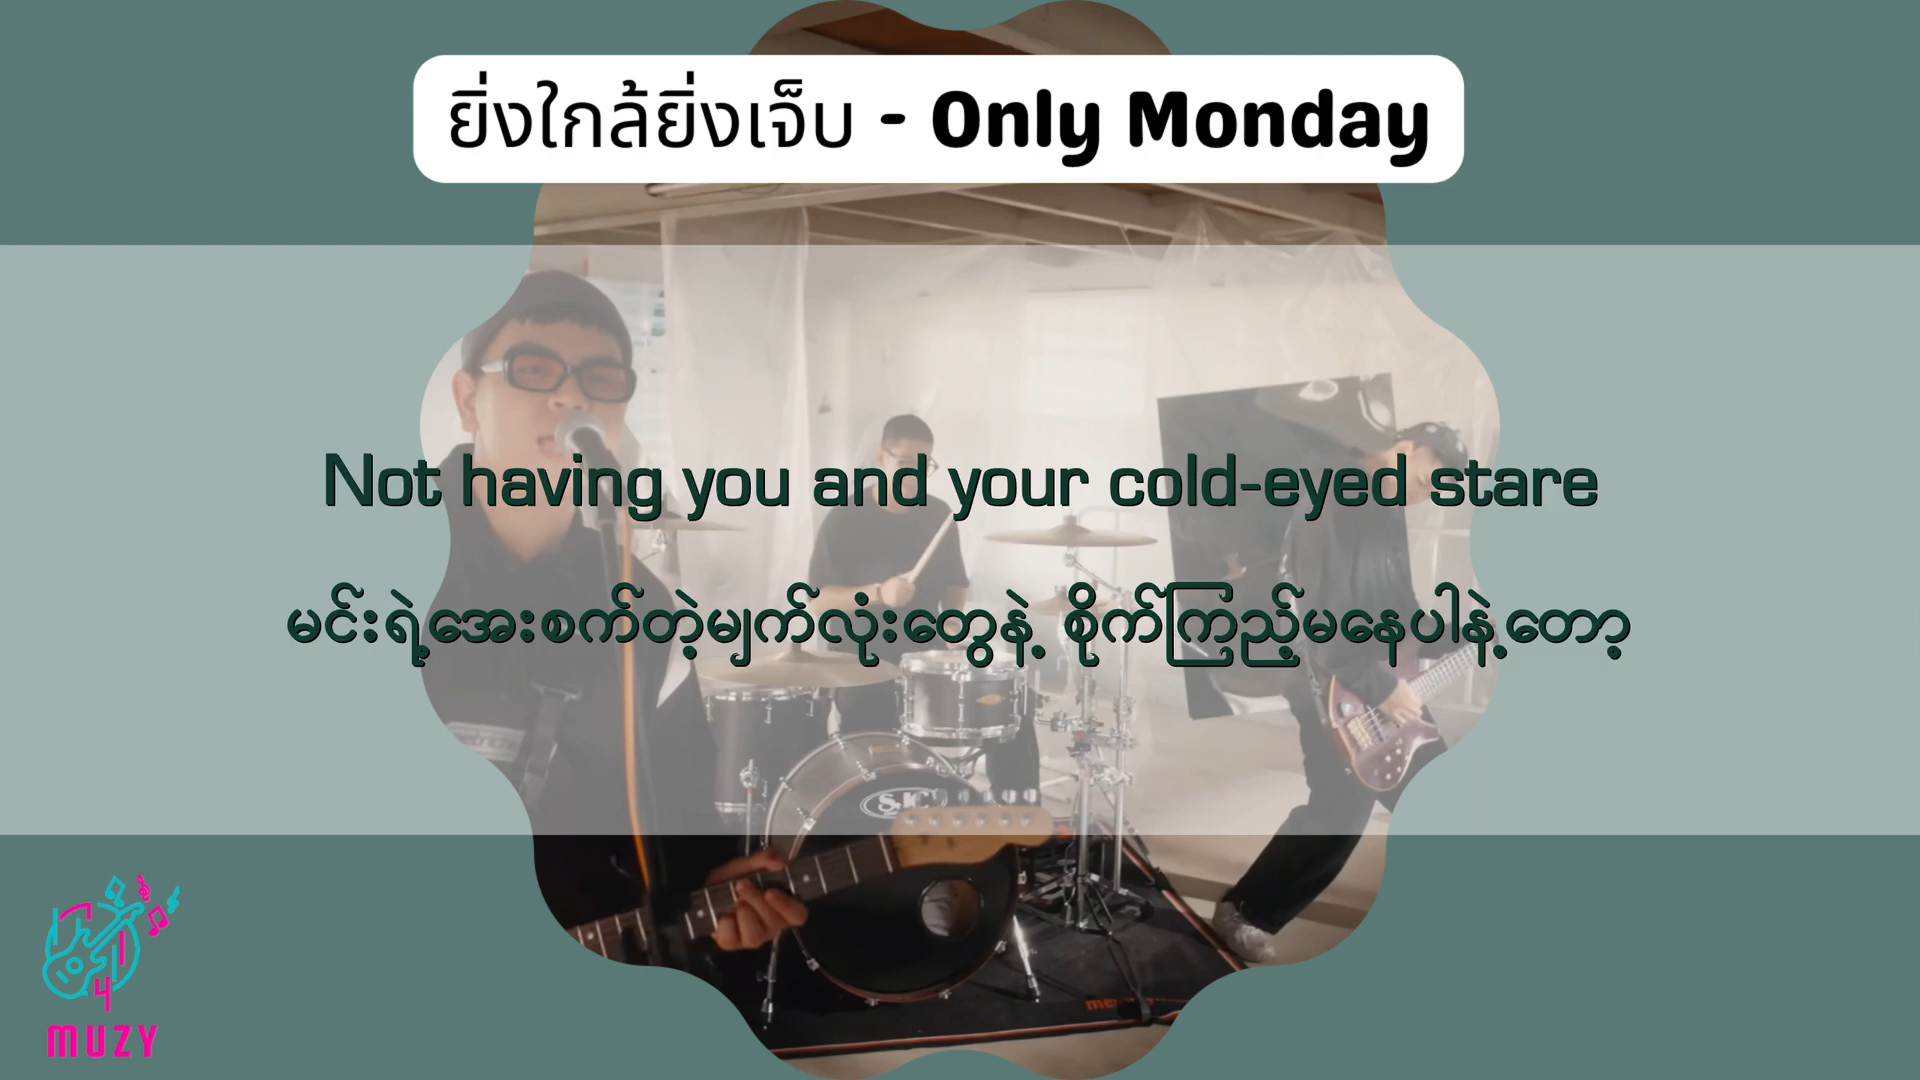 ยิ่งใกล้ยิ่งเจ็บ - Only Monday
Not having you and your cold-eyed stare
မင်းရဲ့အေးစက်တဲ့မျက်လုံးတွေနဲ့ စိုက်ကြည့်မနေပါနဲ့တော့
SJC
4
MUZY